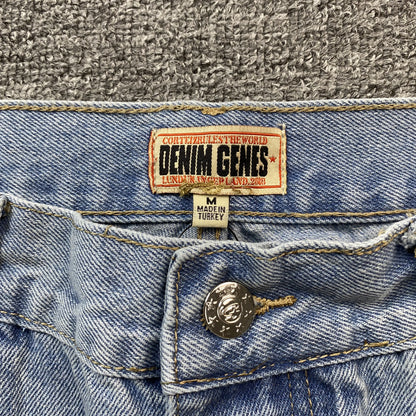 CORTEIZRULESTHEWORLD
DENIM GENES
M
MADE IN
TURKEY